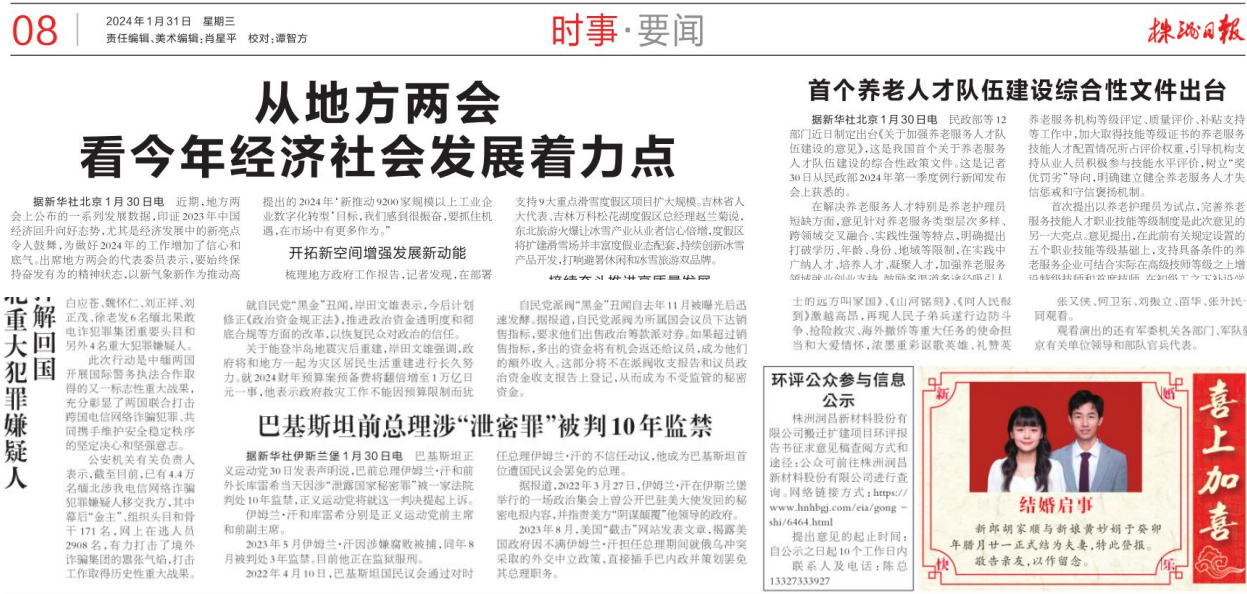 08
2024年1月31日 星期三
责任编辑、美术编辑:肖星平 校对:谭智方
时事·要闻
株洲日报
从地方两会
看今年经济社会发展着力点
据新华社北京1月30日电 近期,地方两
会上公布的一系列发展数据,印证2023年中国
经济回升向好态势,尤其是经济发展中的新亮点
令人鼓舞,为做好2024年的工作增加了信心和
底气。出席地方两会的代表委员表示,要始终保
持奋发有为的精神状态,以新气象新作为推动高
提出的2024年‘新推动9200家规模以上工业企
业数字化转型’目标,我们感到很振奋,要抓住机
遇,在市场中有更多作为。”
开拓新空间增强发展新动能
梳理地方政府工作报告,记者发现,在部署
支持9大重点滑雪度假区项目扩大规模。吉林省人
大代表、吉林万科松花湖度假区总经理赵兰菊说,
东北旅游火爆让冰雪产业从业者信心倍增,度假区
将扩建滑雪场并丰富度假业态配套,持续创新冰雪
产品开发,打响避暑休闲和冰雪旅游双品牌。
接续奋斗推进高质量发展
首个养老人才队伍建设综合性文件出台
据新华社北京1月30日电 民政部等12
部门近日制定出台《关于加强养老服务人才队
伍建设的意见》,这是我国首个关于养老服务
人才队伍建设的综合性政策文件。这是记者
30日从民政部2024年第一季度例行新闻发布
会上获悉的。
在解决养老服务人才特别是养老护理员
短缺方面,意见针对养老服务类型层次多样、
跨领域交叉融合、实践性强等特点,明确提出
打破学历、年龄、身份、地域等限制,在实践中
广纳人才、培养人才、凝聚人才,加强养老服务
领域就业创业支持,鼓励多渠道多途径吸引人
养老服务机构等级评定、质量评价、补贴支持
等工作中,加大取得技能等级证书的养老服务
技能人才配置情况所占评价权重,引导机构支
持从业人员积极参与技能水平评价,树立“奖
优罚劣”导向,明确建立健全养老服务人才失
信惩戒和守信褒扬机制。
首次提出以养老护理员为试点,完善养老
服务技能人才职业技能等级制度是此次意见的
另一大亮点。意见提出,在此前有关规定设置的
五个职业技能等级基础上,支持具备条件的养
老服务企业可结合实际在高级技师等级之上增
设特级技师和首席技师,在初级工之下补设学
解回国
犯重大犯罪嫌疑人
白应苍、魏怀仁、刘正祥、刘
正茂、徐老发6名缅北果敢
电诈犯罪集团重要头目和
另外4名重大犯罪嫌疑人。
此次行动是中缅两国
开展国际警务执法合作取
得的又一标志性重大战果,
充分彰显了两国联合打击
跨国电信网络诈骗犯罪、共
同携手维护安全稳定秩序
的坚定决心和坚强意志。
公安机关有关负责人
表示,截至目前,已有4.4万
名缅北涉我电信网络诈骗
犯罪嫌疑人移交我方,其中
幕后“金主”、组织头目和骨
干171名,网上在逃人员
2908名,有力打击了境外
诈骗集团的嚣张气焰,打击
工作取得历史性重大战果。
就自民党“黑金”丑闻,岸田文雄表示,今后计划
修正《政治资金规正法》,推进政治资金透明度和彻
底合规等方面的改革,以恢复民众对政治的信任。
关于能登半岛地震灾后重建,岸田文雄强调,政
府将和地方一起为灾区居民生活重建进行长久努
力。就2024财年预算案预备费将翻倍增至1万亿日
元一事,他表示政府救灾工作不能因预算限制而犹
自民党派阀“黑金”丑闻自去年11月被曝光后迅
速发酵。据报道,自民党派阀为所属国会议员下达销
售指标,要求他们出售政治筹款派对券。如果超过销
售指标,多出的资金将有机会返还给议员,成为他们
的额外收入。这部分将不在派阀收支报告和议员政
治资金收支报告上登记,从而成为不受监管的秘密
资金。
巴基斯坦前总理涉“泄密罪”被判10年监禁
据新华社伊斯兰堡1月30日电 巴基斯坦正
义运动党30日发表声明说,巴前总理伊姆兰·汗和前
外长库雷希当天因涉“泄露国家秘密罪”被一家法院
判处10年监禁,正义运动党将就这一判决提起上诉。
伊姆兰·汗和库雷希分别是正义运动党前主席
和前副主席。
2023年5月伊姆兰·汗因涉嫌腐败被捕,同年8
月被判处3年监禁,目前他正在监狱服刑。
2022年4月10日,巴基斯坦国民议会通过对时
任总理伊姆兰·汗的不信任动议,他成为巴基斯坦首
位遭国民议会罢免的总理。
据报道,2022年3月27日,伊姆兰·汗在伊斯兰堡
举行的一场政治集会上曾公开巴驻美大使发回的秘
密电报内容,并指责美方“阴谋颠覆”他领导的政府。
2023年8月,美国“截击”网站发表文章,揭露美
国政府因不满伊姆兰·汗担任总理期间就俄乌冲突
采取的外交中立政策,直接插手巴内政并策划罢免
其总理职务。
士的远方叫家国》、《山河铭刻》、《问人民报
到》激越高昂,再现人民子弟兵遂行边防斗
争、抢险救灾、海外撤侨等重大任务的使命担
当和大爱情怀,浓墨重彩讴歌英雄、礼赞英
张又侠、何卫东、刘振立、苗华、张升民一
同观看。
观看演出的还有军委机关各部门、军队驻
京有关单位领导和部队官兵代表。
环评公众参与信息
公示
株洲润昌新材料股份有
限公司搬迁扩建项目环评报
告书征求意见稿查阅方式和
途径:公众可前往株洲润昌
新材料股份有限公司进行查
询。网络链接方式:https://
www.hnhbgj.com/eia/gong-
shi/6464.html
提出意见的起止时间:
自公示之日起10个工作日内
联系人及电话:陈总
13327333927
新
婚
快
乐
结婚启事
新郎胡家顺与新娘黄妙娟于癸卯
年腊月廿一正式结为夫妻,特此登报。
敬告亲友,以作留念。
喜上加喜